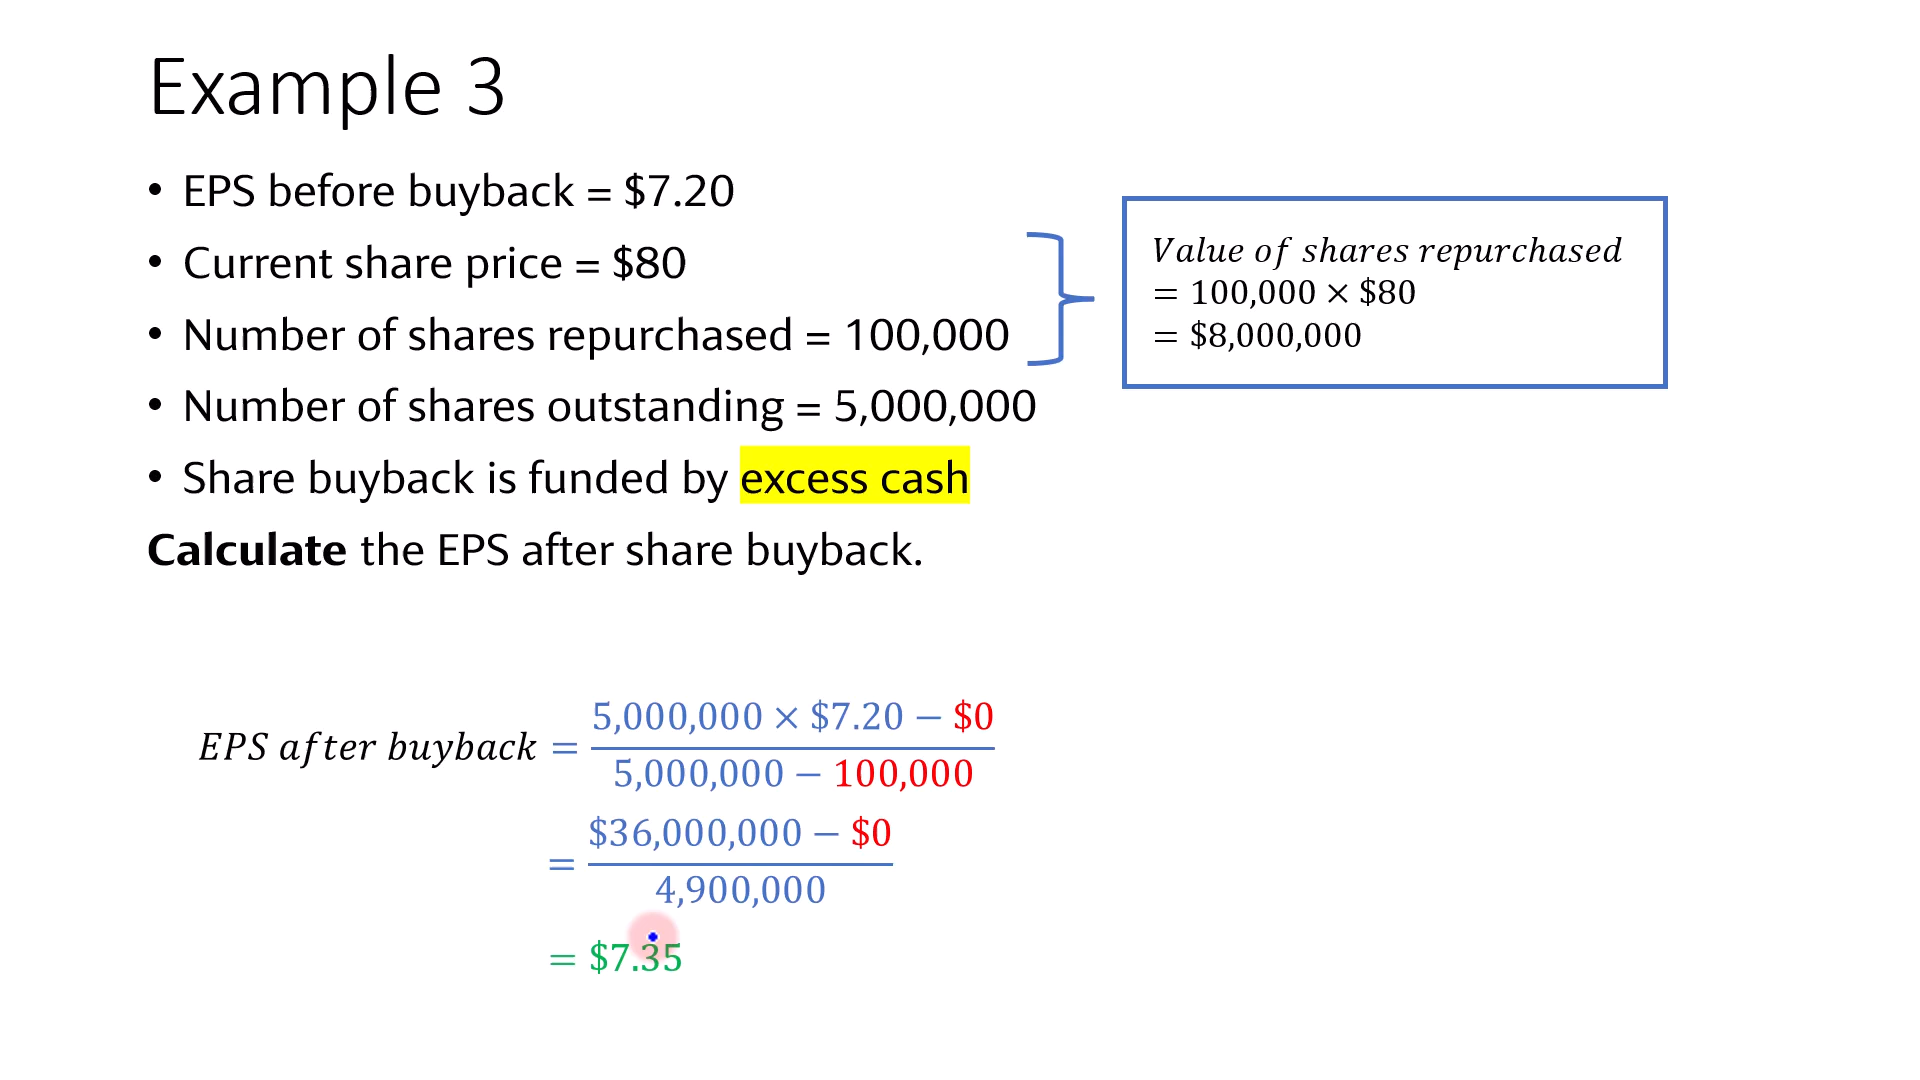 Example 3
• EPS before buyback = $7.20
• Current share price = $80
• Number of shares repurchased = 100,000
• Number of shares outstanding = 5,000,000
• Share buyback is funded by excess cash
Calculate the EPS after share buyback.
Value of shares repurchased
= 100,000 × $80
= $8,000,000
EPS after buyback = 5,000,000 × $7.20 − $0
5,000,000 − 100,000
= $36,000,000 − $0
4,900,000
= $7.35